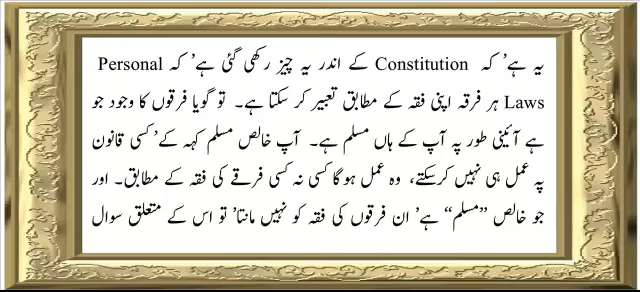 یہ ہے‘ کہ Constitution کے اندر یہ چیز رکھی گئی ہے‘ کہ Personal
Laws ہر فرقہ اپنی فقہ کے مطابق تعبیر کر سکتا ہے۔ تو گویا فرقوں کا وجود جو
ہے آئینی طور پہ آپ کے ہاں مسلم ہے۔ آپ خالص مسلم کہہ کے‘ کسی قانون
پہ عمل ہی نہیں کرسکتے، وہ عمل ہو گا کسی نہ کسی فرقے کی فقہ کے مطابق۔ اور
جو خالص ”مسلم“ ہے‘ ان فرقوں کی فقہ کو نہیں مانتا‘ تو اس کے متعلق سوال